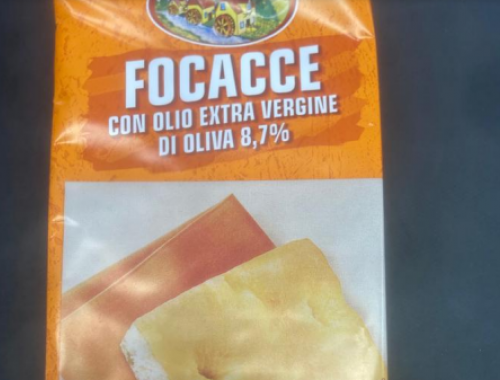 FOCACCE
CON OLIO EXTRA VERGINE
DI OLIVA 8,7%